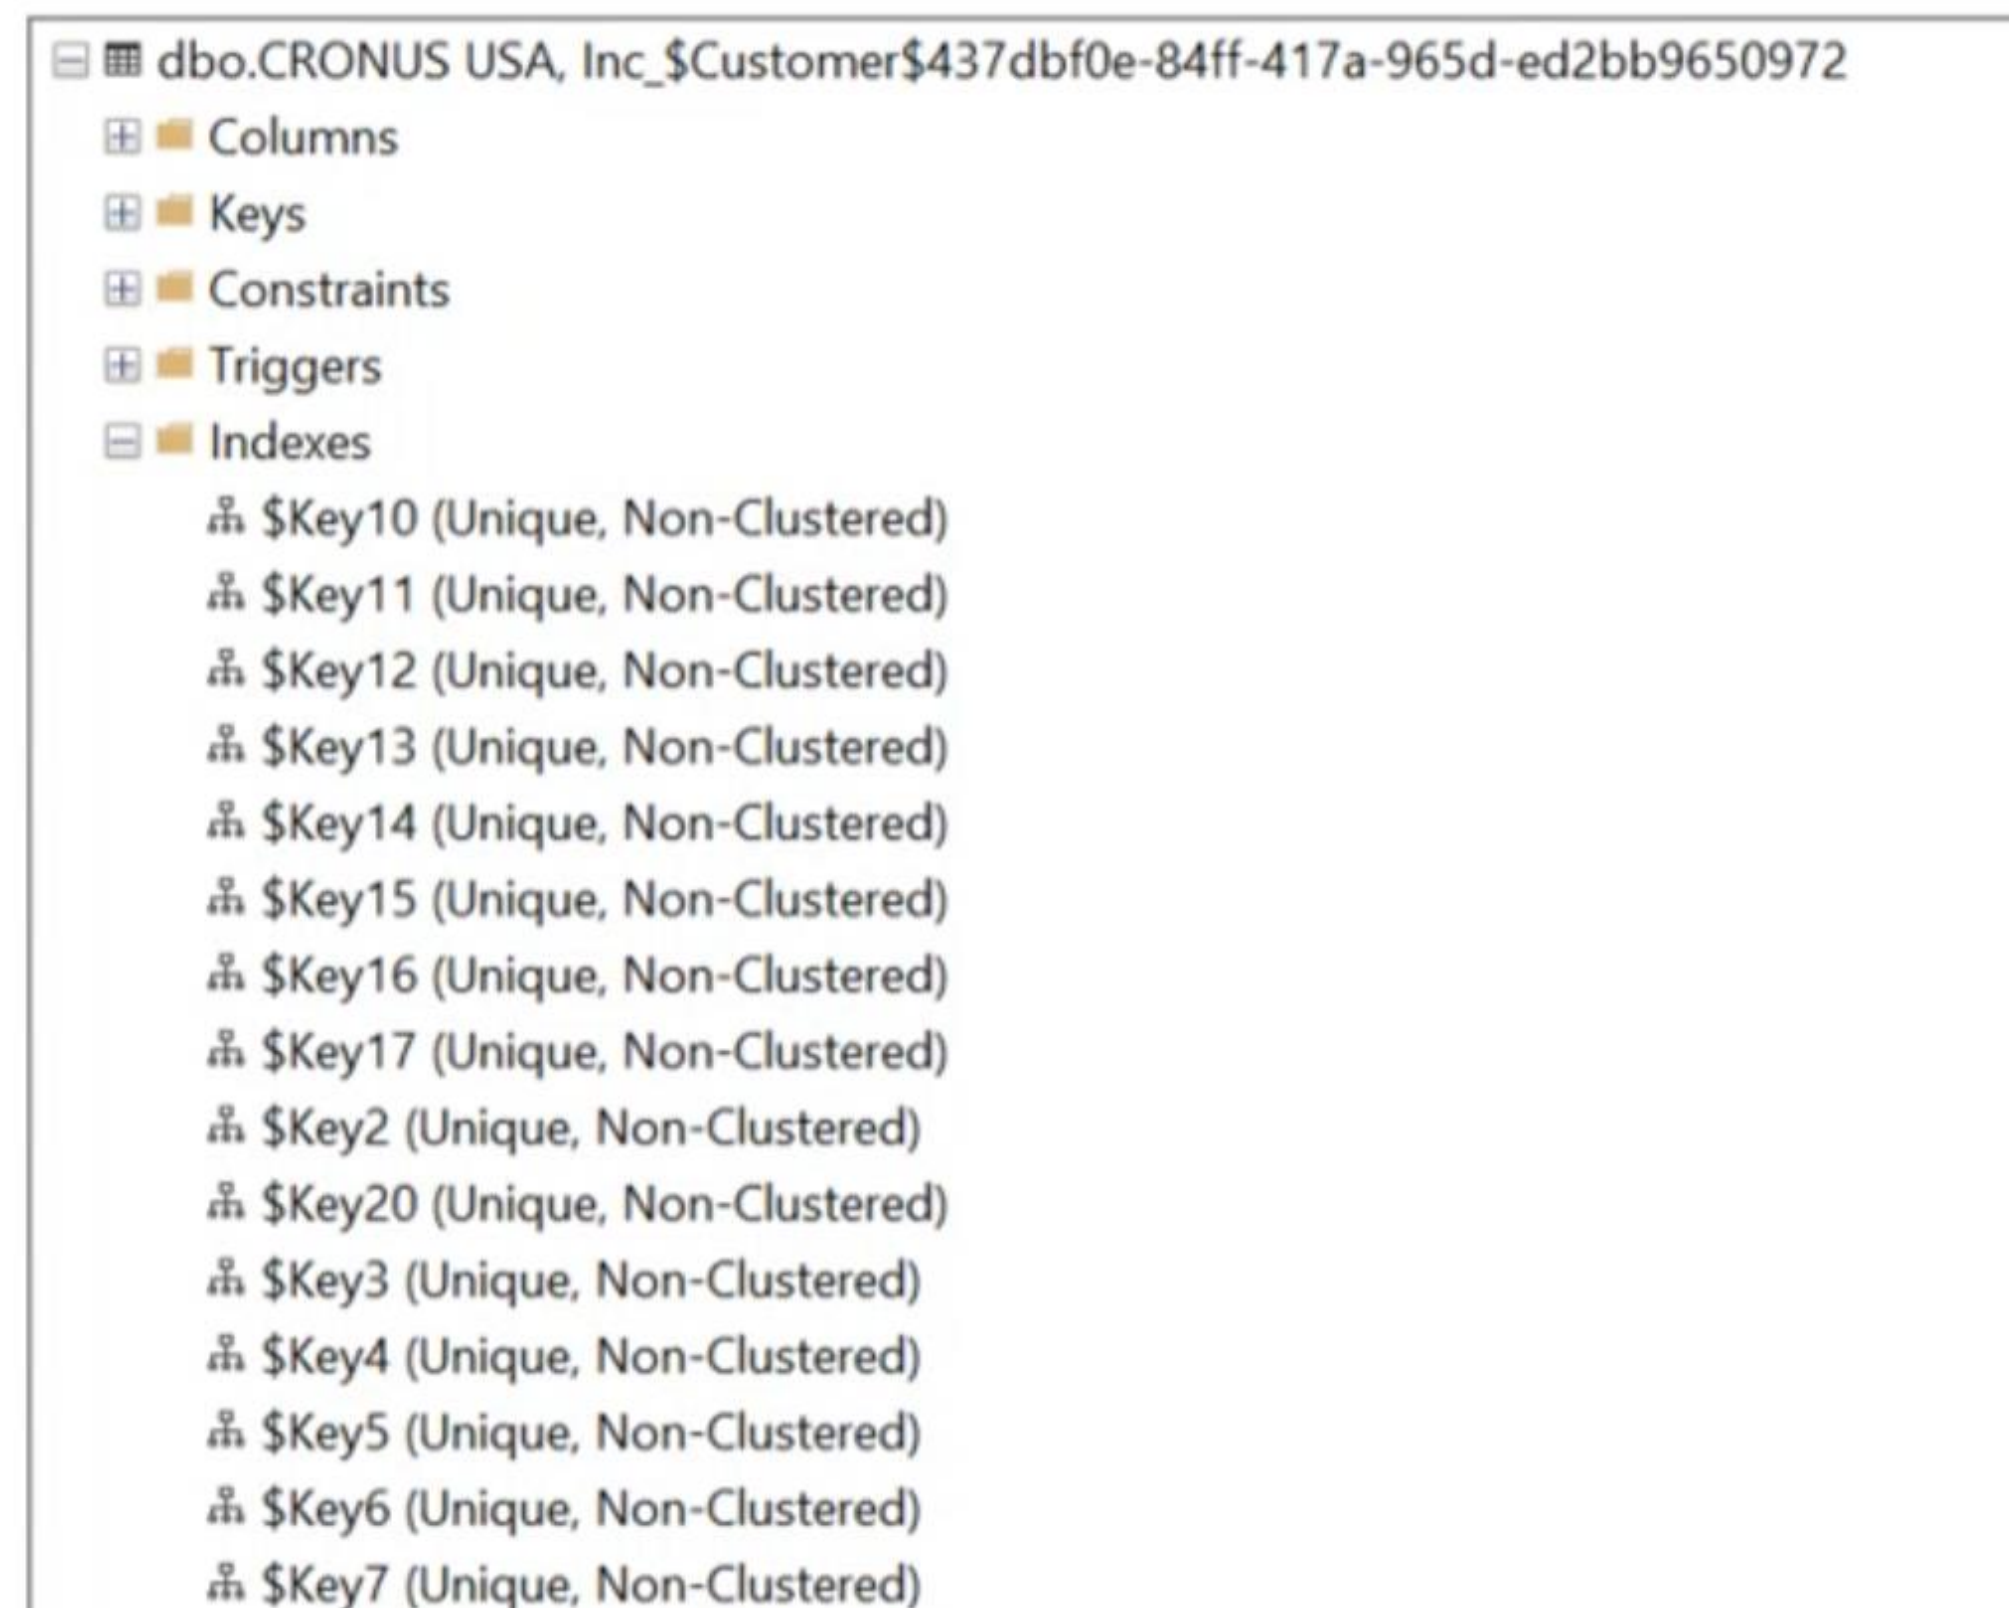 dbo.CRONUS USA, Inc_$Customer$437dbf0e-84ff-417a-965d-ed2bb9650972
Columns
Keys
Constraints
Triggers
Indexes
$Key10 (Unique, Non-Clustered)
$Key11 (Unique, Non-Clustered)
$Key12 (Unique, Non-Clustered)
$Key13 (Unique, Non-Clustered)
$Key14 (Unique, Non-Clustered)
$Key15 (Unique, Non-Clustered)
$Key16 (Unique, Non-Clustered)
$Key17 (Unique, Non-Clustered)
$Key2 (Unique, Non-Clustered)
$Key20 (Unique, Non-Clustered)
$Key3 (Unique, Non-Clustered)
$Key4 (Unique, Non-Clustered)
$Key5 (Unique, Non-Clustered)
$Key6 (Unique, Non-Clustered)
$Key7 (Unique, Non-Clustered)